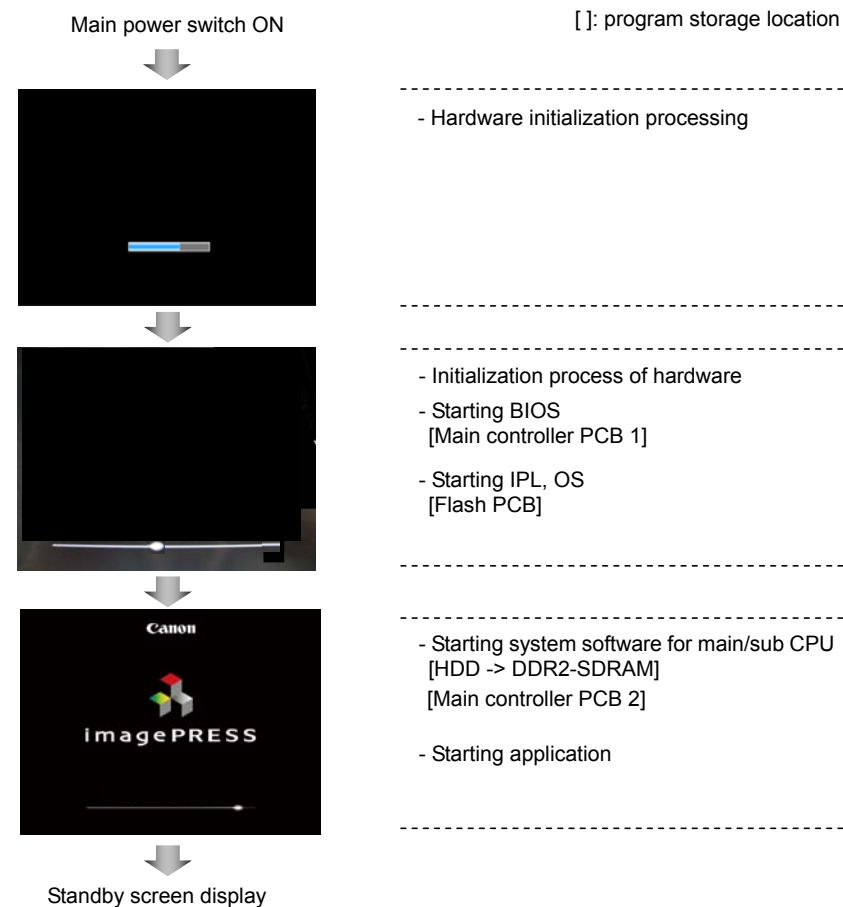 Main power switch ON
[ ]: program storage location
- Hardware initialization processing
- Initialization process of hardware
- Starting BIOS
[Main controller PCB 1]
- Starting IPL, OS
[Flash PCB]
Canon
imagePRESS
- Starting system software for main/sub CPU
[HDD -> DDR2-SDRAM]
[Main controller PCB 2]
- Starting application
Standby screen display